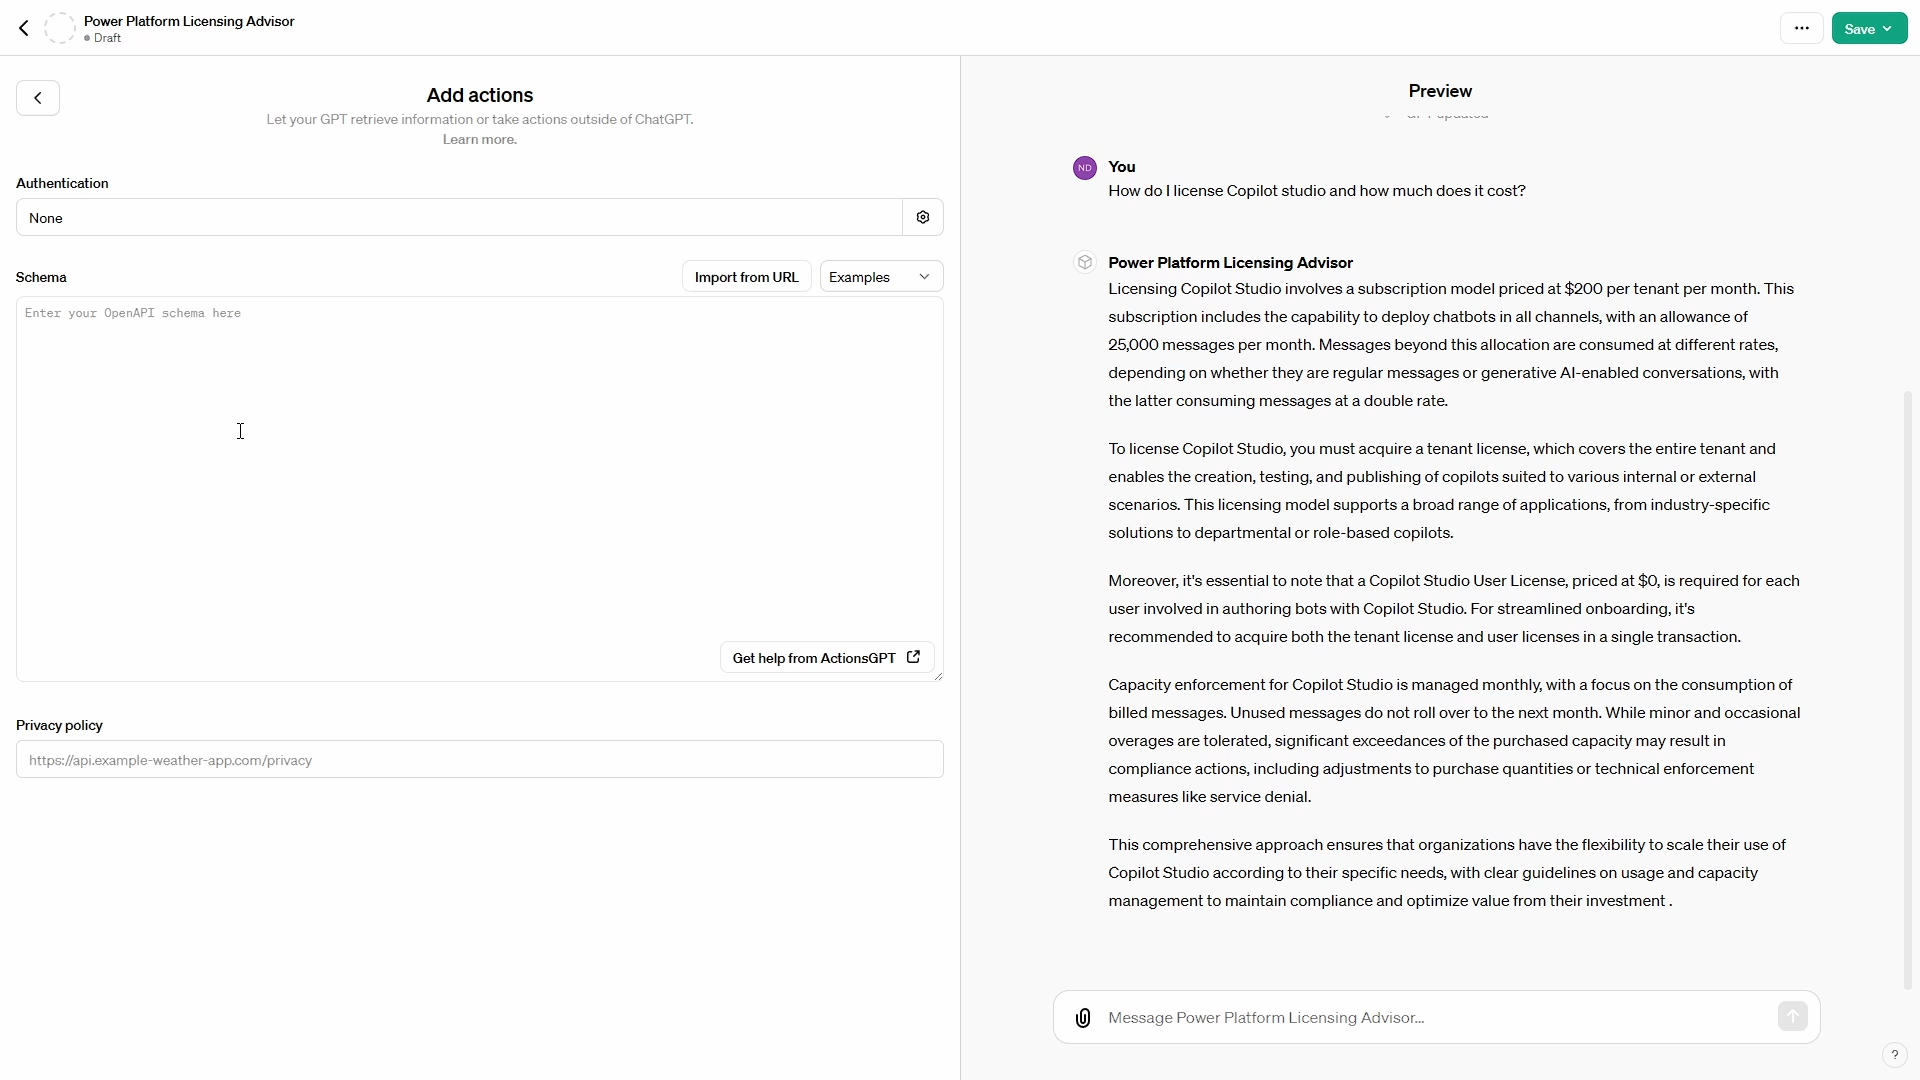 Power Platform Licensing Advisor
Draft
Save
Add actions
Let your GPT retrieve information or take actions outside of ChatGPT.
Learn more.
Authentication
None
Schema
Import from URL
Examples
Enter your OpenAPI schema here
Get help from ActionsGPT
Privacy policy
https://api.example-weather-app.com/privacy
Preview
ND
You
How do I license Copilot studio and how much does it cost?
Power Platform Licensing Advisor
Licensing Copilot Studio involves a subscription model priced at $200 per tenant per month. This
subscription includes the capability to deploy chatbots in all channels, with an allowance of
25,000 messages per month. Messages beyond this allocation are consumed at different rates,
depending on whether they are regular messages or generative AI-enabled conversations, with
the latter consuming messages at a double rate.
To license Copilot Studio, you must acquire a tenant license, which covers the entire tenant and
enables the creation, testing, and publishing of copilots suited to various internal or external
scenarios. This licensing model supports a broad range of applications, from industry-specific
solutions to departmental or role-based copilots.
Moreover, it's essential to note that a Copilot Studio User License, priced at $0, is required for each
user involved in authoring bots with Copilot Studio. For streamlined onboarding, it's
recommended to acquire both the tenant license and user licenses in a single transaction.
Capacity enforcement for Copilot Studio is managed monthly, with a focus on the consumption of
billed messages. Unused messages do not roll over to the next month. While minor and occasional
overages are tolerated, significant exceedances of the purchased capacity may result in
compliance actions, including adjustments to purchase quantities or technical enforcement
measures like service denial.
This comprehensive approach ensures that organizations have the flexibility to scale their use of
Copilot Studio according to their specific needs, with clear guidelines on usage and capacity
management to maintain compliance and optimize value from their investment .
Message Power Platform Licensing Advisor...
?